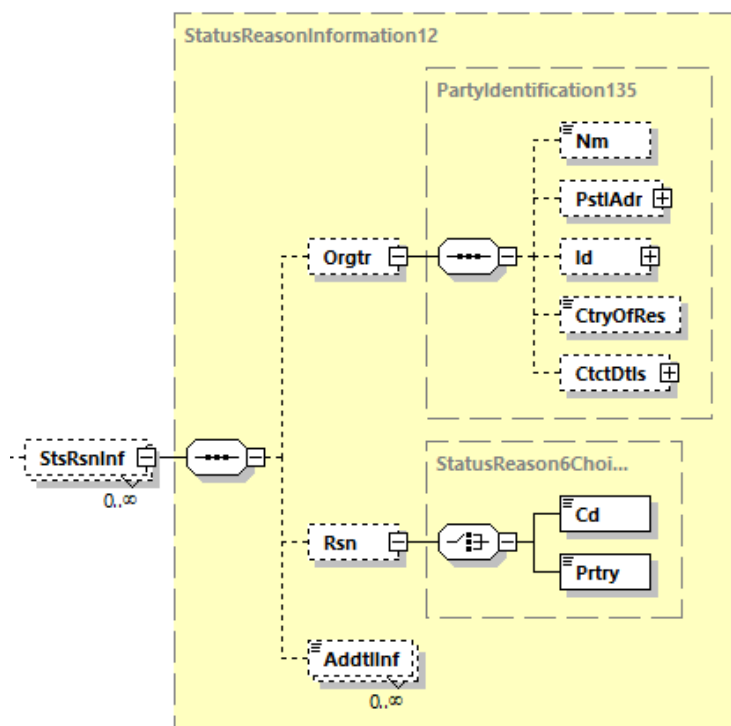 StatusReasonInformation12
PartyIdentification135
Nm
PstlAdr
Orgtr
Id
CtryOfRes
CtctDtls
StsRsnInf
0..∞
StatusReason6Choi...
Cd
Rsn
Prtry
AddtlInf
0..∞